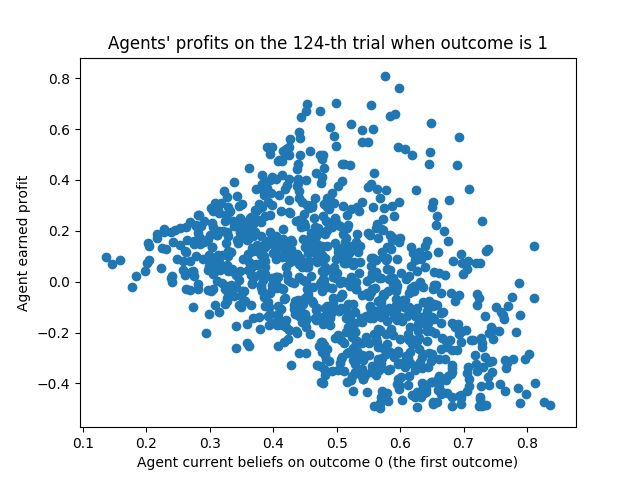 Agents' profits on the 124-th trial when outcome is 1
Agent earned profit
0.8
0.6
0.4
0.2
0.0
−0.2
−0.4
0.1 0.2 0.3 0.4 0.5 0.6 0.7 0.8
Agent current beliefs on outcome 0 (the first outcome)